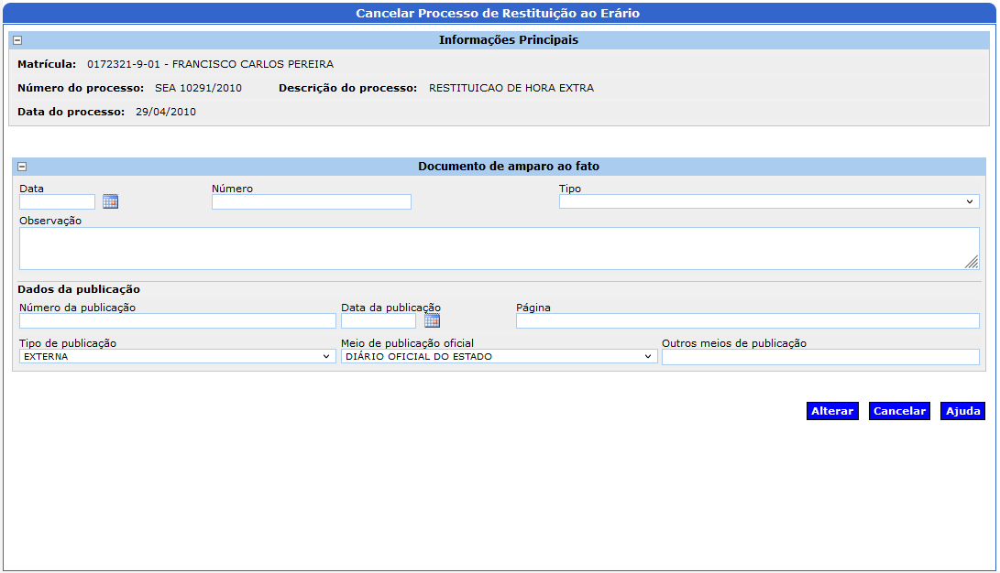 Cancelar Processo de Restituição ao Erário
Informações Principais
Matrícula: 0172321-9-01 - FRANCISCO CARLOS PEREIRA
Número do processo: SEA 10291/2010 Descrição do processo: RESTITUICAO DE HORA EXTRA
Data do processo: 29/04/2010
Documento de amparo ao fato
Data Número Tipo
Observação
Dados da publicação
Número da publicação Data da publicação Página
Tipo de publicação Meio de publicação oficial Outros meios de publicação
EXTERNA DIÁRIO OFICIAL DO ESTADO
Alterar Cancelar Ajuda